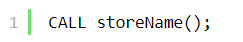 1 CALL storeName();